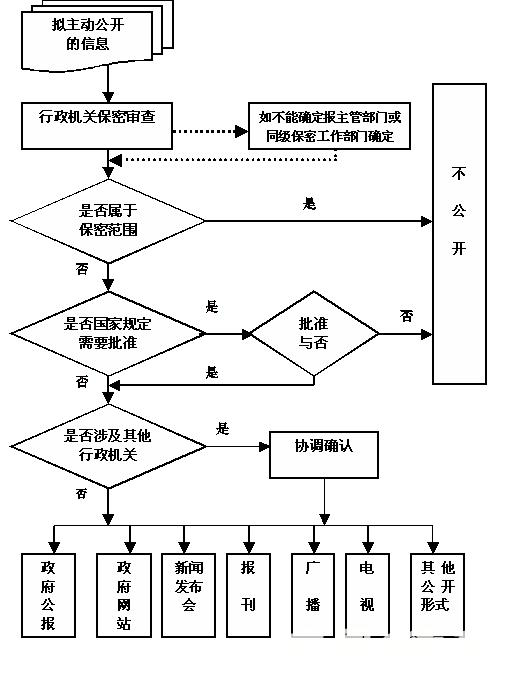 拟主动公开
的信息
行政机关保密审查
如不能确定报主管部门或
同级保密工作部门确定
不
公
开
是否属于
保密范围
是
否
是否国家规定
需要批准
是
批准
与否
否
是
否
是否涉及其他
行政机关
是
协调确认
否
政
府
公
报
政
府
网
站
新闻
发布
会
报
刊
广
播
电
视
其 他
公 开
形式